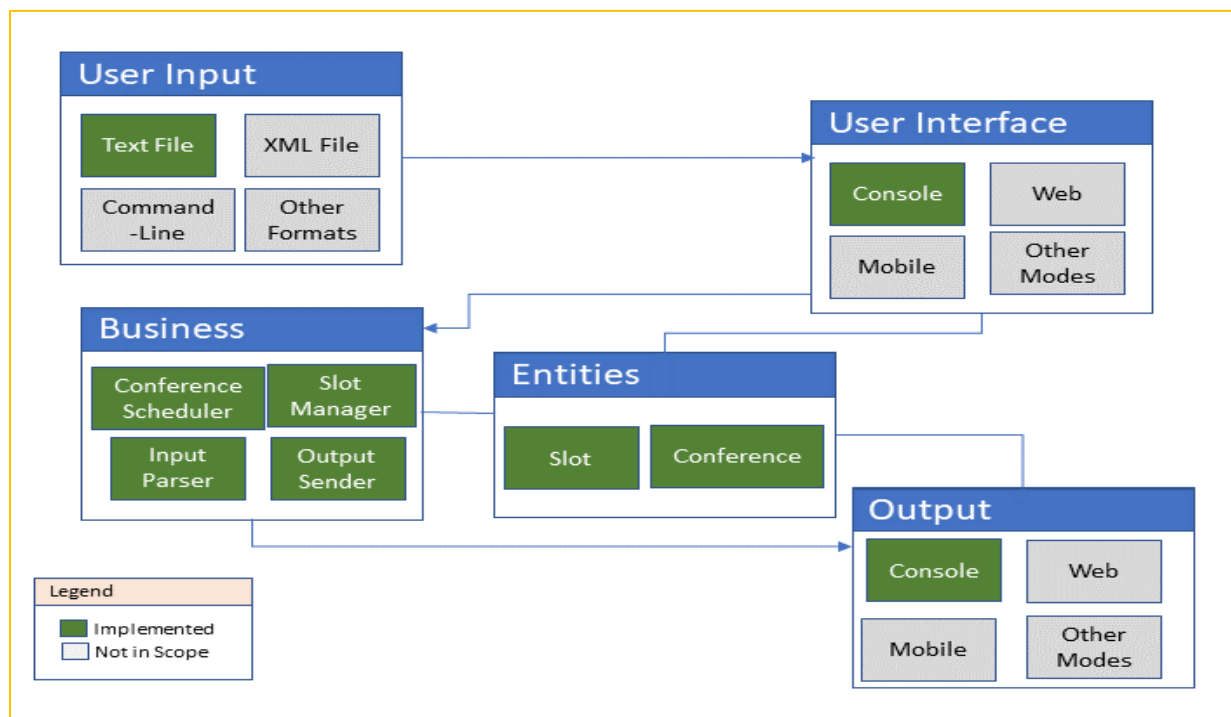 User Input
Text File
XML File
Command
-Line
Other
Formats
User Interface
Console
Web
Mobile
Other
Modes
Business
Conference
Scheduler
Slot
Manager
Input
Parser
Output
Sender
Entities
Slot
Conference
Output
Console
Web
Mobile
Other
Modes
Legend
Implemented
Not in Scope